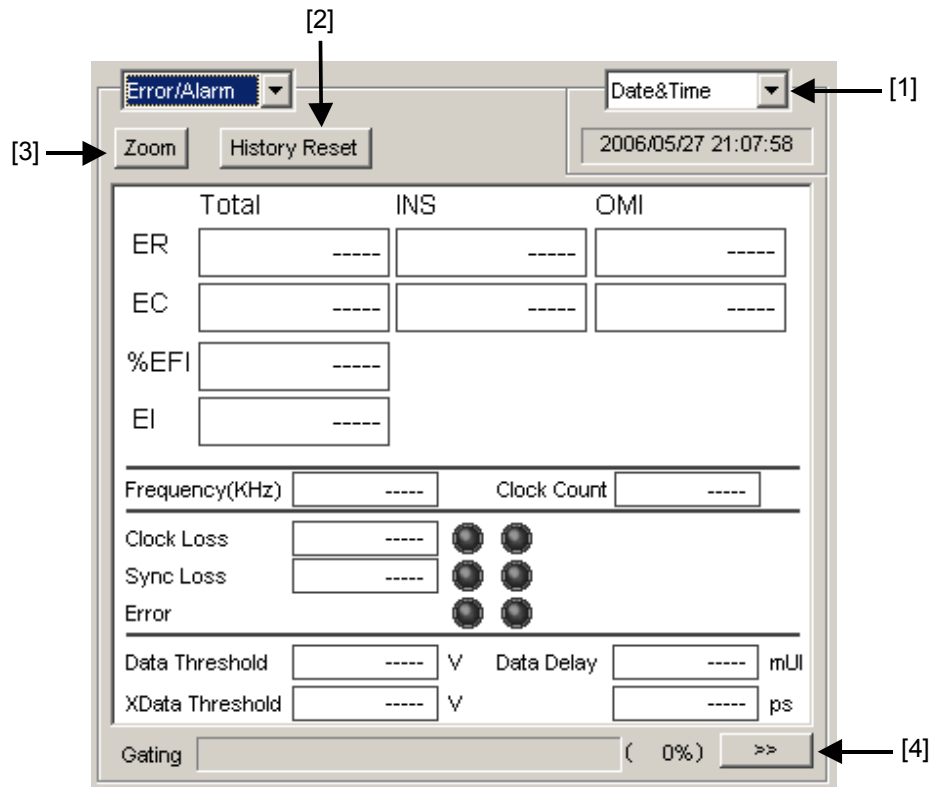 [2]
Error/Alarm
Date&Time
[1]
[3]
Zoom
History Reset
2006/05/27 21:07:58
Total INS OMI
ER ----- ----- -----
EC ----- ----- -----
%EFI -----
EI -----
Frequency(KHz) ----- Clock Count -----
Clock Loss -----
Sync Loss -----
Error
Data Threshold ----- V Data Delay ----- mUI
XData Threshold ----- V ----- ps
Gating ( 0%) >>
[4]